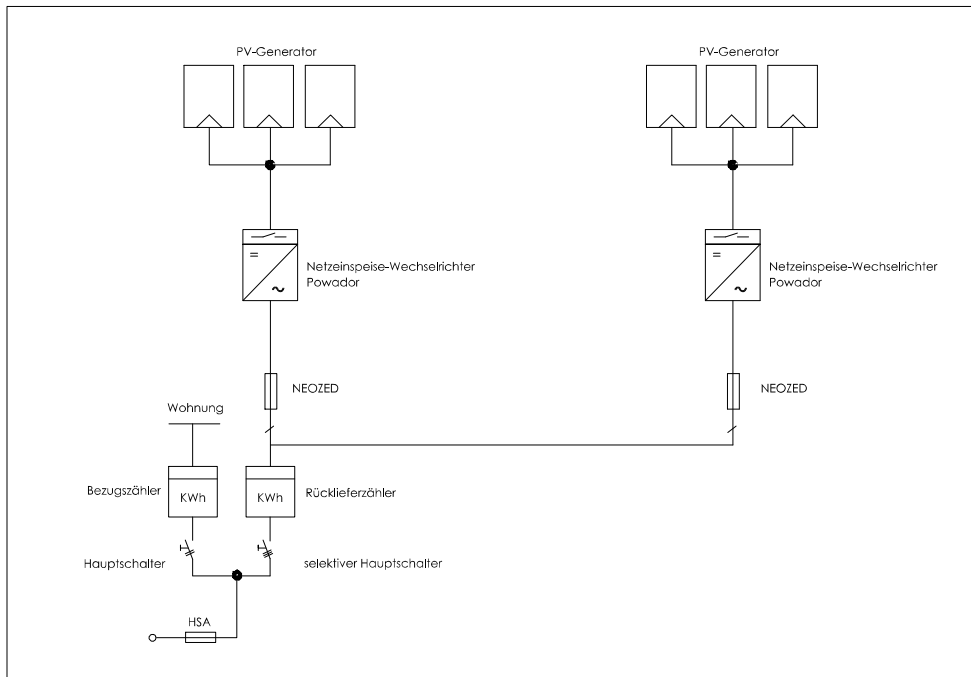 PV-Generator
PV-Generator
Netzeinspeise-Wechselrichter
Powador
Netzeinspeise-Wechselrichter
Powador
NEOZED
NEOZED
Wohnung
Bezugszähler
KWh
KWh
Rücklieferzähler
Hauptschalter
selektiver Hauptschalter
HSA